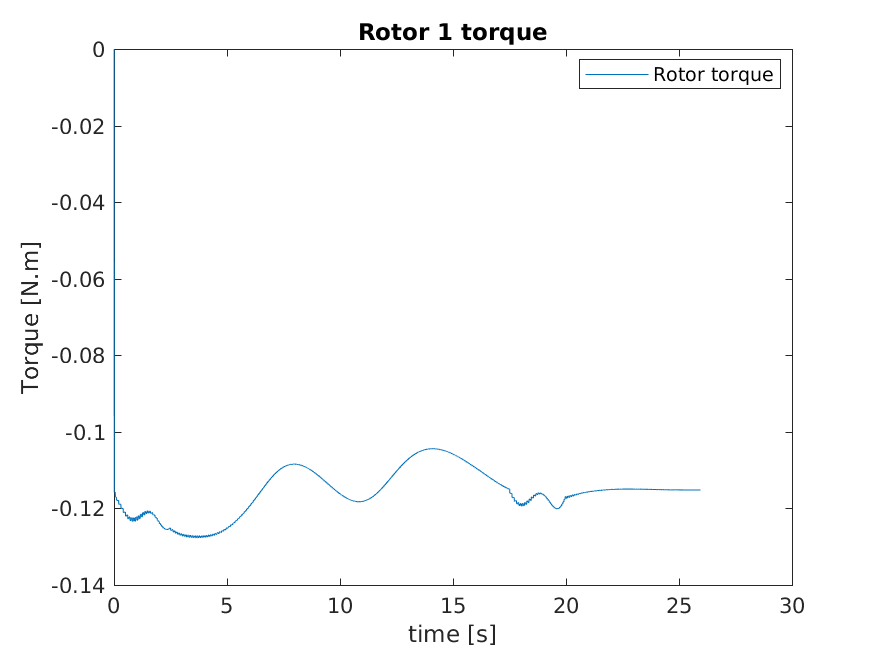 Rotor 1 torque
Rotor torque
0
-0.02
-0.04
-0.06
-0.08
-0.1
-0.12
-0.14
Torque [N.m]
0 5 10 15 20 25 30
time [s]